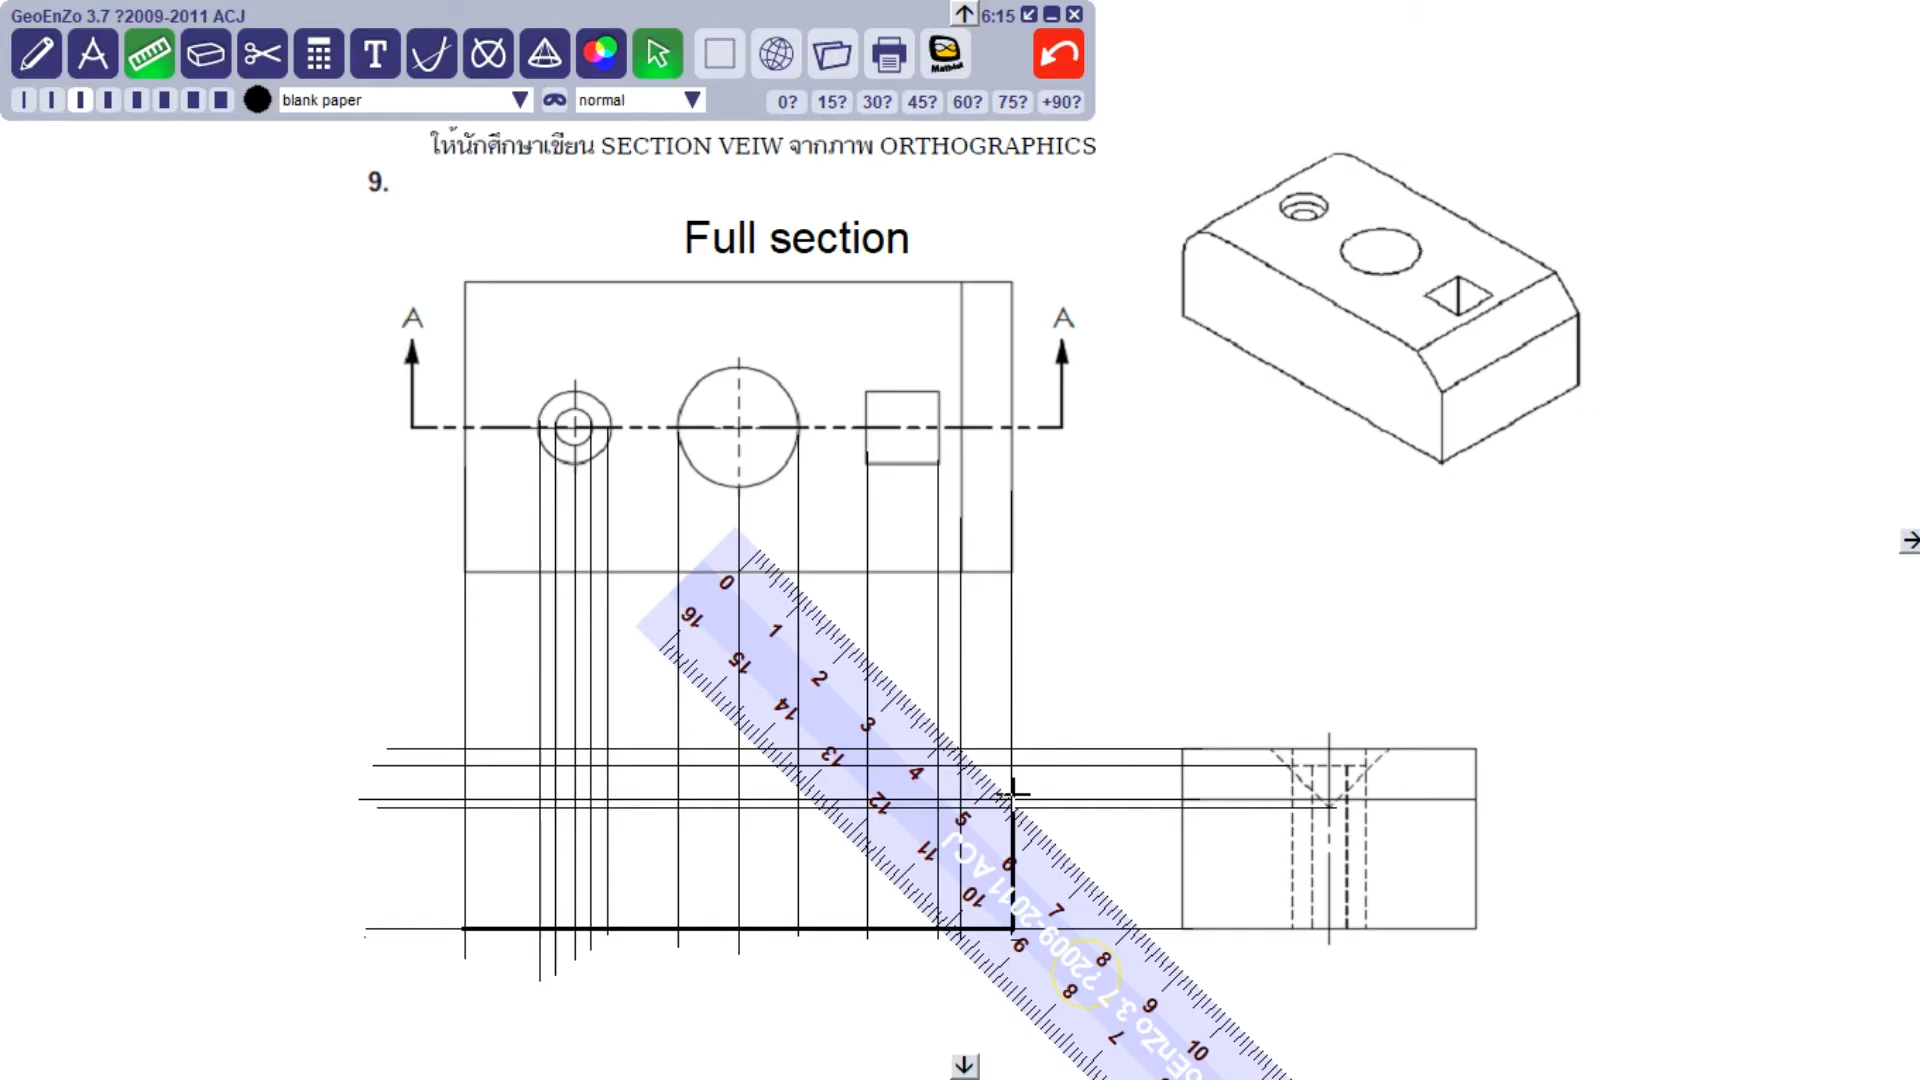 GeoEnZo 3.7 ?2009-2011 ACJ
6:15
T
MathAid
blank paper
normal
0? 15? 30? 45? 60? 75? +90?
ให้นักศึกษาเขียน SECTION VEIW จากภาพ ORTHOGRAPHICS
9.
Full section
A A
0 1 2 3 4 5 6 7 8 9 10
16 15 14 13 12 11 10 9 8 7
2009-2011 ACJ
GeoEnZo 3.7 ?